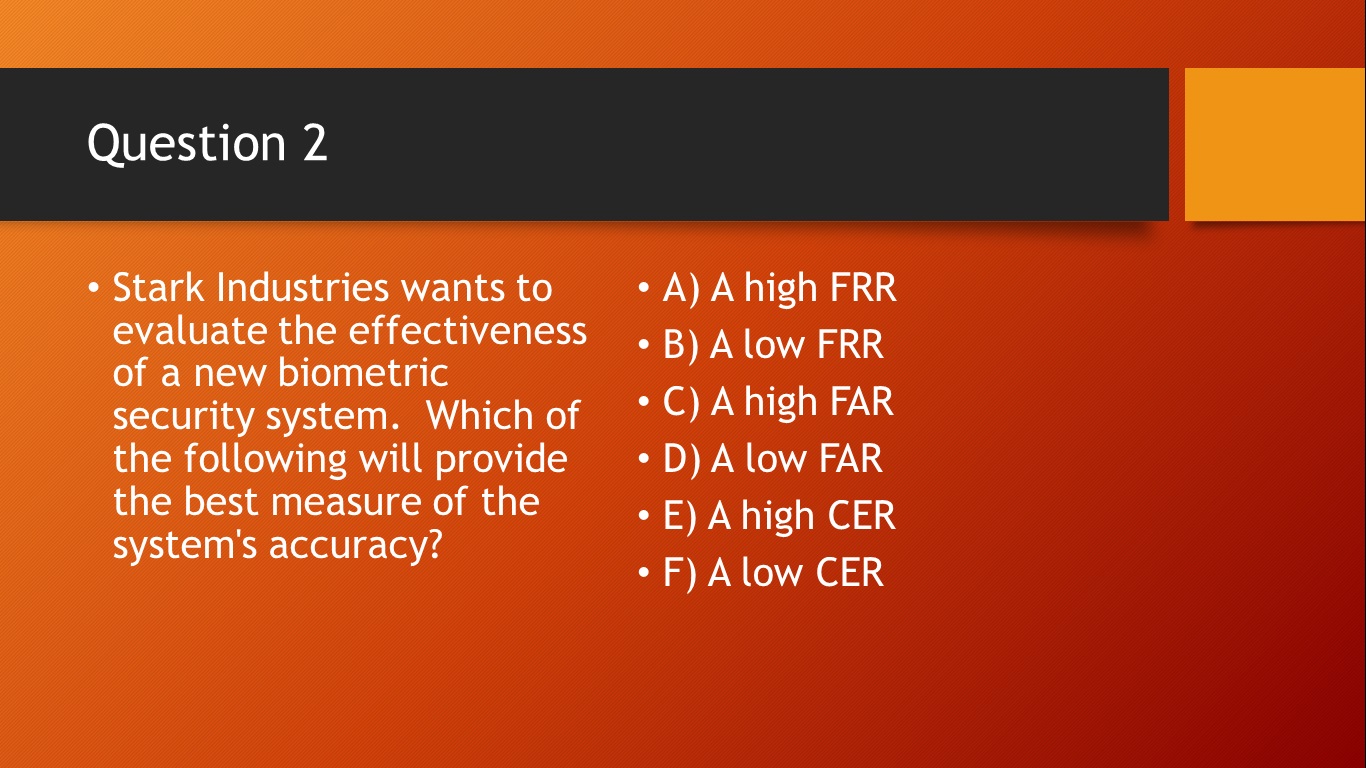 Question 2
• Stark Industries wants to
evaluate the effectiveness
of a new biometric
security system.  Which of
the following will provide
the best measure of the
system's accuracy?
• A) A high FRR
• B) A low FRR
• C) A high FAR
• D) A low FAR
• E) A high CER
• F) A low CER